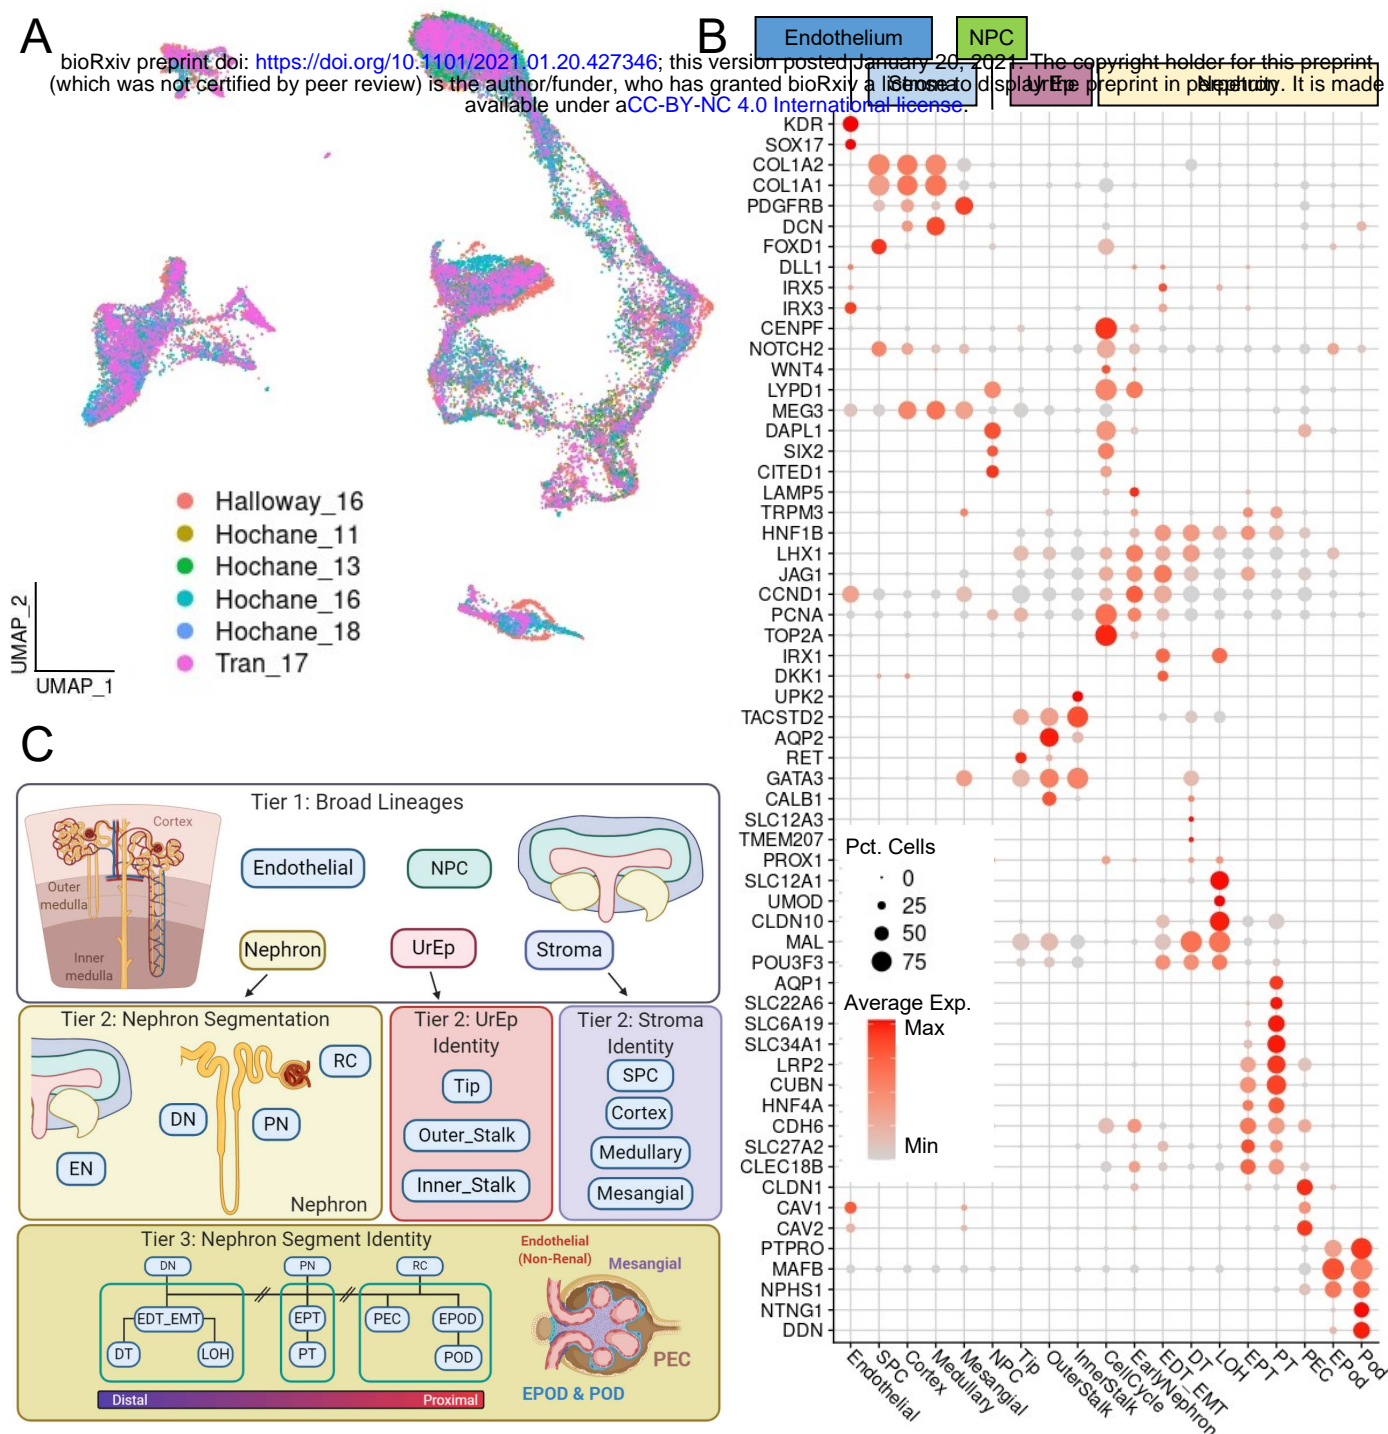 A
B
Endothelium
NPC
bioRxiv preprint doi: https://doi.org/10.1101/2021.01.20.427346; this version posted January 20, 2021. The copyright holder for this preprint
(which was not certified by peer review) is the author/funder, who has granted bioRxiv a license to display the preprint in perpetuity. It is made
available under aCC-BY-NC 4.0 International license.
Stroma
UrEp
Nephron
Halloway_16
Hochane_11
Hochane_13
Hochane_16
Hochane_18
Tran_17
UMAP_2
UMAP_1
KDR
SOX17
COL1A2
COL1A1
PDGFRB
DCN
FOXD1
DLL1
IRX5
IRX3
CENPF
NOTCH2
WNT4
LYPD1
MEG3
DAPL1
SIX2
CITED1
LAMP5
TRPM3
HNF1B
LHX1
JAG1
CCND1
PCNA
TOP2A
IRX1
DKK1
UPK2
TACSTD2
AQP2
RET
GATA3
CALB1
SLC12A3
TMEM207
PROX1
SLC12A1
UMOD
CLDN10
MAL
POU3F3
AQP1
SLC22A6
SLC6A19
SLC34A1
LRP2
CUBN
HNF4A
CDH6
SLC27A2
CLEC18B
CLDN1
CAV1
CAV2
PTPRO
MAFB
NPHS1
NTNG1
DDN
Pct. Cells
0
25
50
75
Average Exp.
Max
Min
Endothelial
SPC
Cortex
Medullary
Mesangial
NPC
Tip
OuterStalk
InnerStalk
CellCycle
EarlyNephron
EDT_EMT
DT
LOH
EPT
PT
PEC
EPod
Pod
C
Tier 1: Broad Lineages
Cortex
Outer
medulla
Inner
medulla
Endothelial
NPC
Nephron
UrEp
Stroma
Tier 2: Nephron Segmentation
RC
DN
PN
EN
Nephron
Tier 2: UrEp
Identity
Tip
Outer_Stalk
Inner_Stalk
Tier 2: Stroma
Identity
SPC
Cortex
Medullary
Mesangial
Tier 3: Nephron Segment Identity
DN
PN
RC
EDT_EMT
EPT
PEC
EPOD
DT
LOH
PT
POD
Distal
Proximal
Endothelial
(Non-Renal)
Mesangial
PEC
EPOD & POD